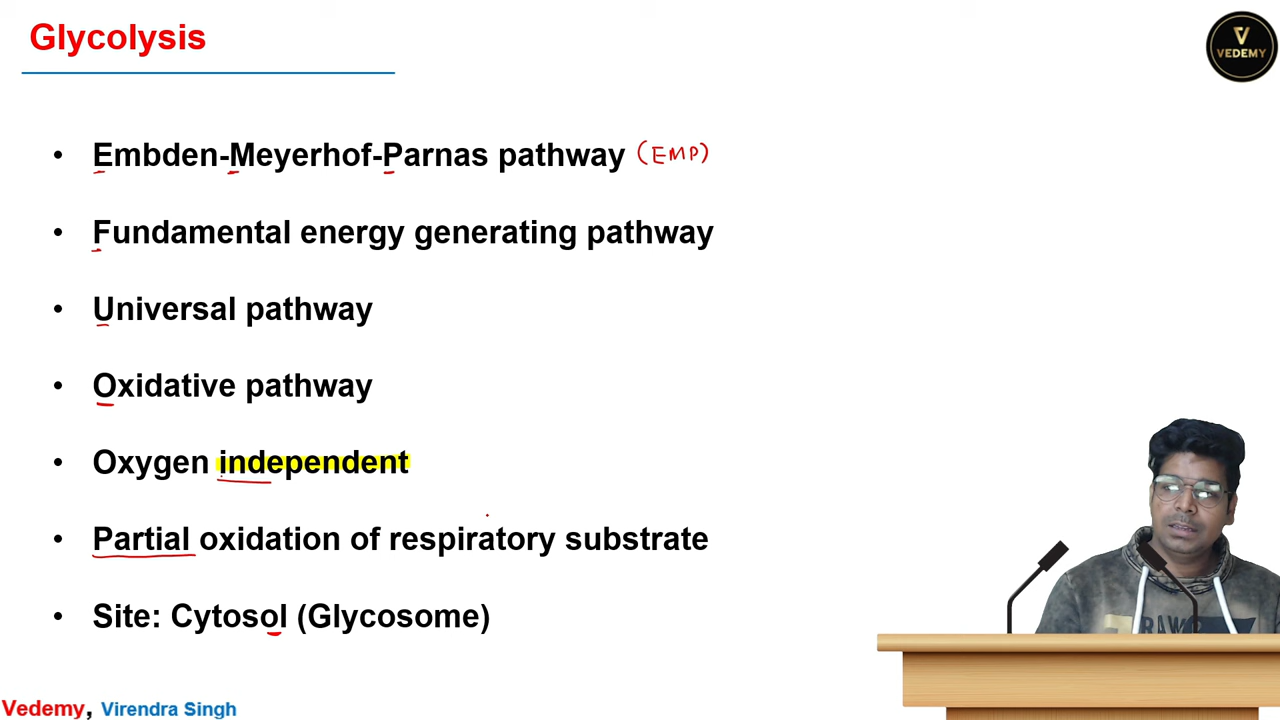 Glycolysis
VEDEMY
• Embden-Meyerhof-Parnas pathway (EMP)
• Fundamental energy generating pathway
• Universal pathway
• Oxidative pathway
• Oxygen independent
• Partial oxidation of respiratory substrate
• Site: Cytosol (Glycosome)
Vedemy, Virendra Singh